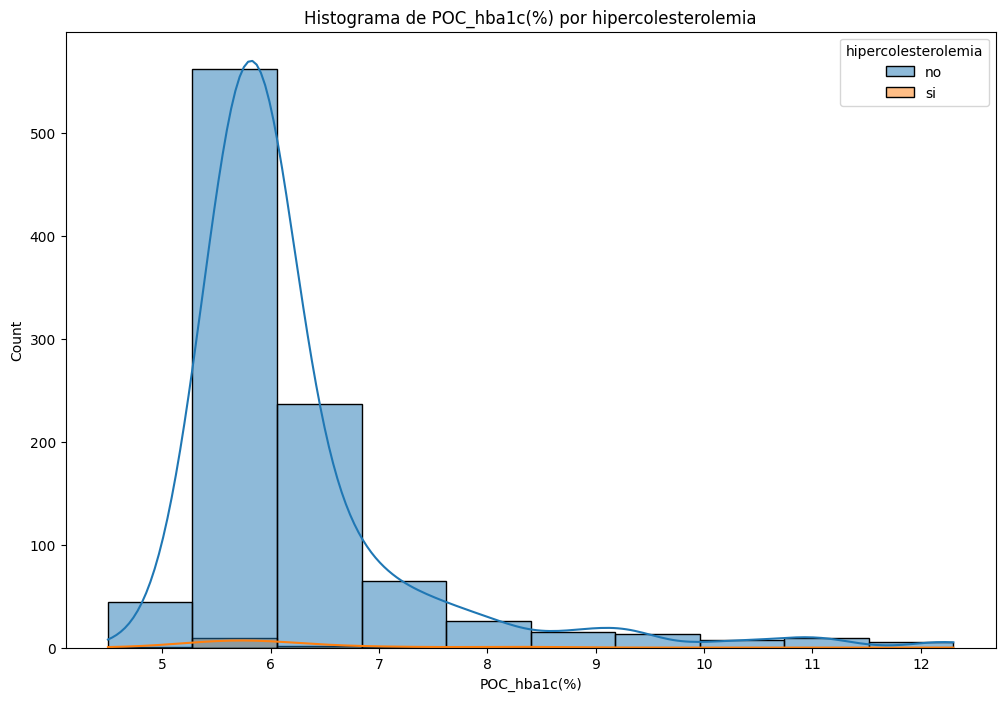 Histograma de POC_hba1c(%) por hipercolesterolemia
hipercolesterolemia
no
si
Count
500
400
300
200
100
0
5 6 7 8 9 10 11 12
POC_hba1c(%)